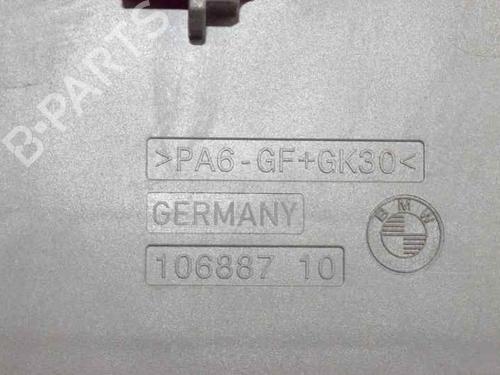 B-PARTS
>PA6-GF+GK30<
GERMANY
BMW
106887 10